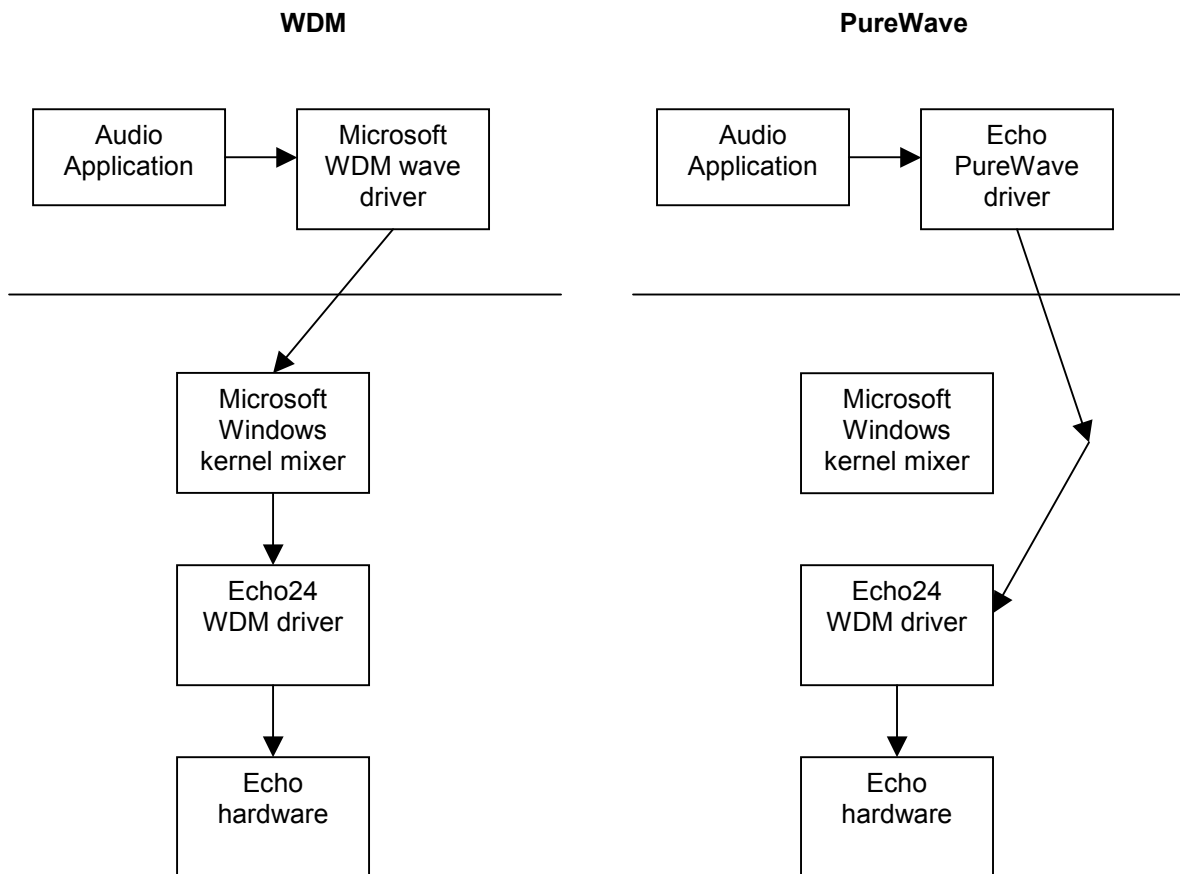 WDM
PureWave
Audio
Application
Microsoft
WDM wave
driver
Audio
Application
Echo
PureWave
driver
Microsoft
Windows
kernel mixer
Microsoft
Windows
kernel mixer
Echo24
WDM driver
Echo24
WDM driver
Echo
hardware
Echo
hardware